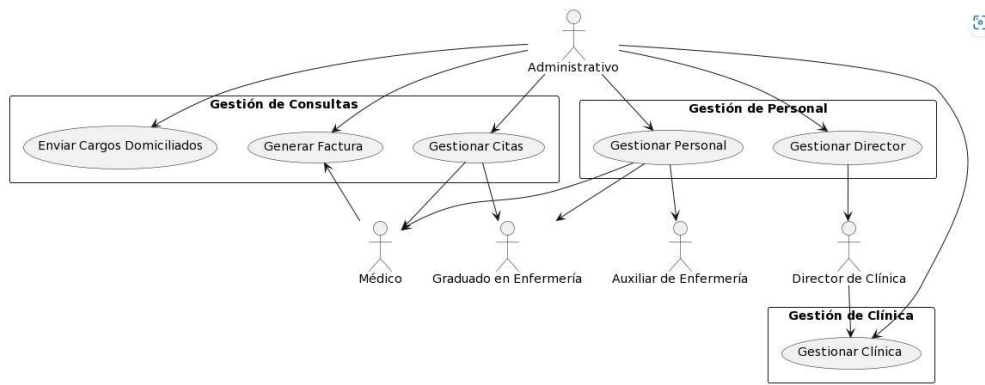 Administrativo
Gestión de Consultas
Gestión de Personal
Enviar Cargos Domiciliados
Generar Factura
Gestionar Citas
Gestionar Personal
Gestionar Director
Médico
Graduado en Enfermería
Auxiliar de Enfermería
Director de Clínica
Gestión de Clínica
Gestionar Clínica